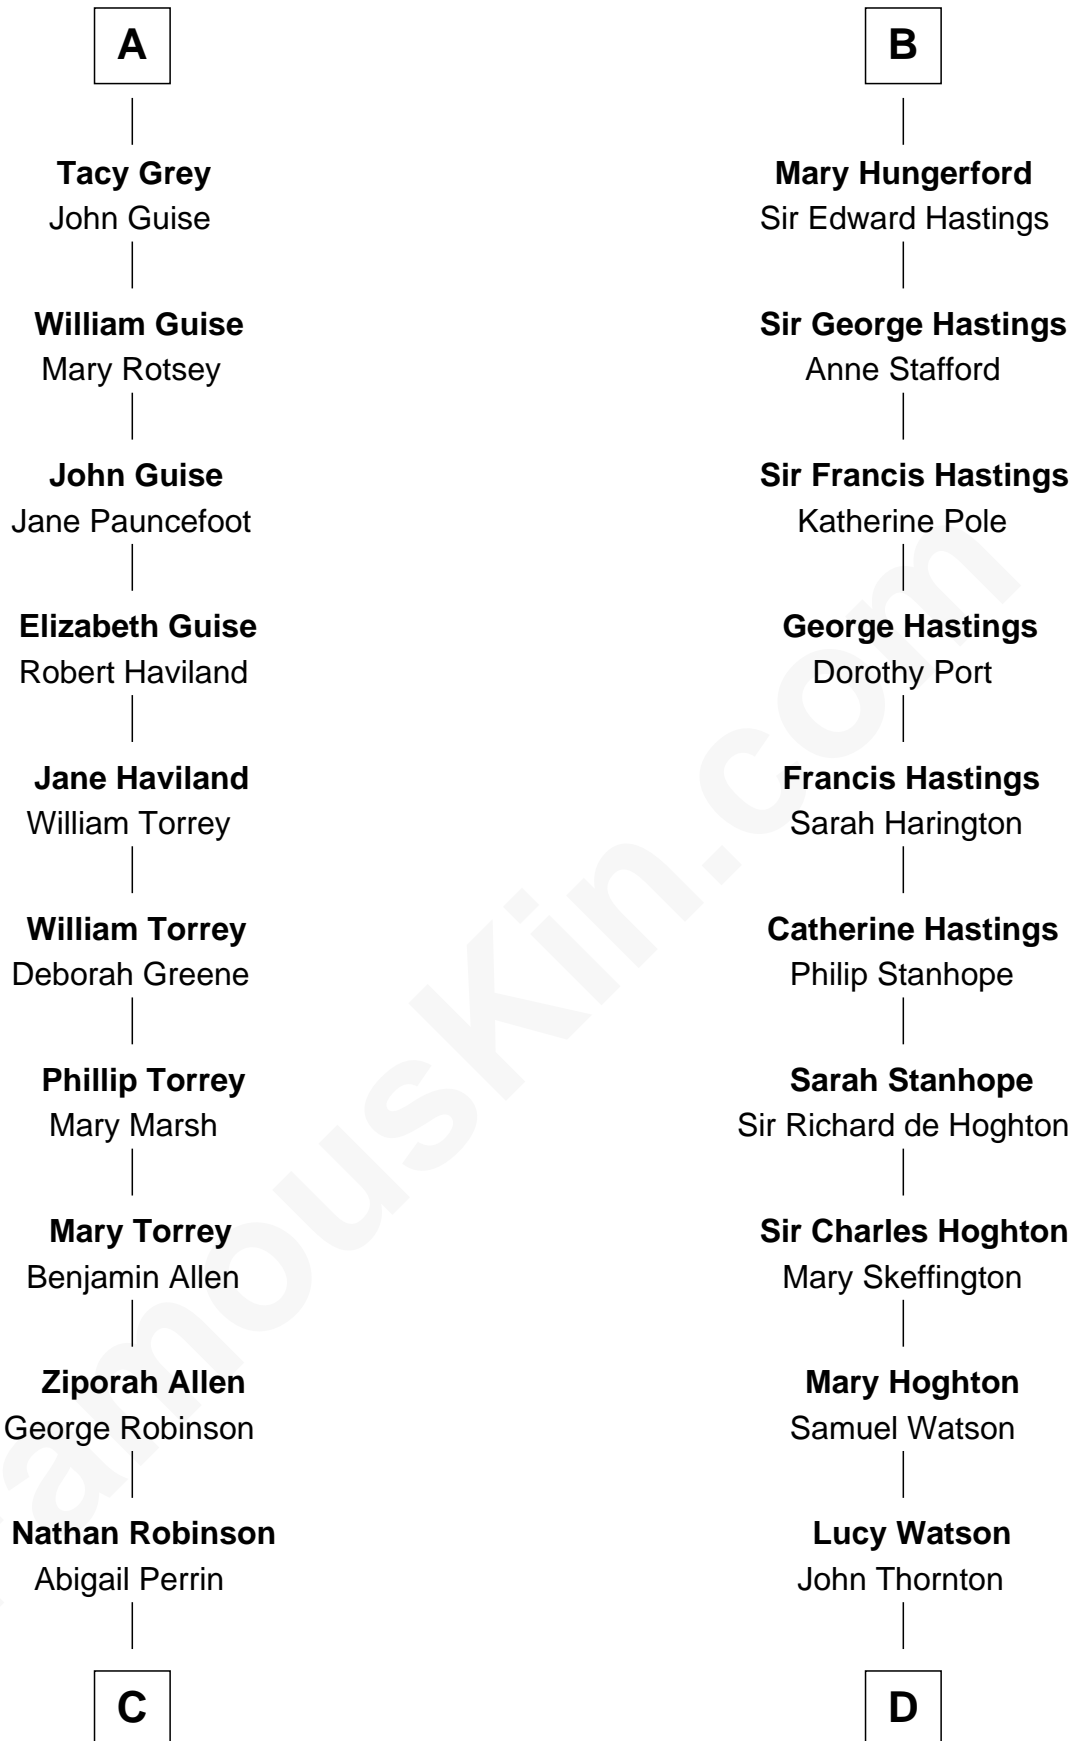 A
Tacy Grey
John Guise
William Guise
Mary Rotsey
John Guise
Jane Pauncefoot
Elizabeth Guise
Robert Haviland
Jane Haviland
William Torrey
William Torrey
Deborah Greene
Phillip Torrey
Mary Marsh
Mary Torrey
Benjamin Allen
Ziporah Allen
George Robinson
Nathan Robinson
Abigail Perrin
C
B
Mary Hungerford
Sir Edward Hastings
Sir George Hastings
Anne Stafford
Sir Francis Hastings
Katherine Pole
George Hastings
Dorothy Port
Francis Hastings
Sarah Harington
Catherine Hastings
Philip Stanhope
Sarah Stanhope
Sir Richard de Hoghton
Sir Charles Hoghton
Mary Skeffington
Mary Hoghton
Samuel Watson
Lucy Watson
John Thornton
D
FamousKin.com